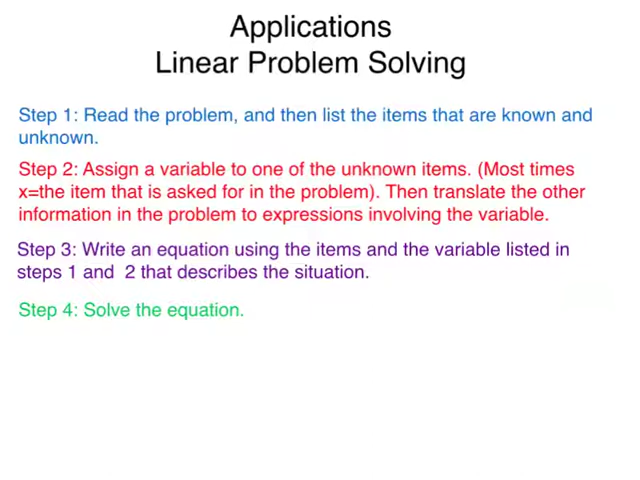 Applications
Linear Problem Solving
Step 1: Read the problem, and then list the items that are known and
unknown.
Step 2: Assign a variable to one of the unknown items. (Most times
x=the item that is asked for in the problem). Then translate the other
information in the problem to expressions involving the variable.
Step 3: Write an equation using the items and the variable listed in
steps 1 and  2 that describes the situation.
Step 4: Solve the equation.